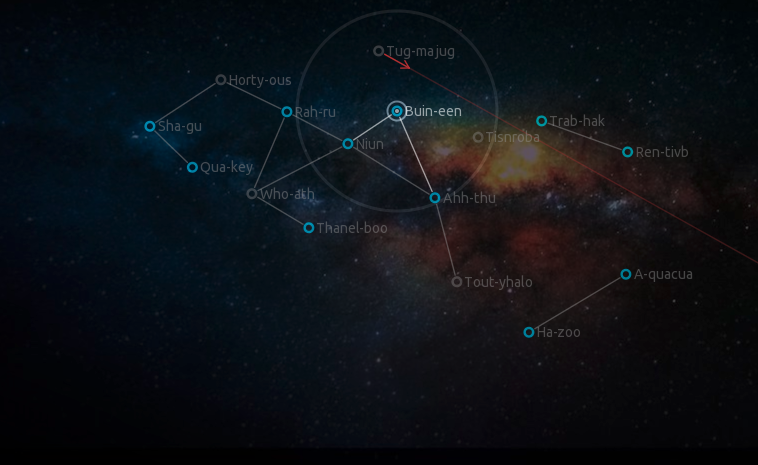 Tug-majug
Horty-ous
Rah-ru
Buin-een
Sha-gu
Trab-hak
Tisnroba
Niun
Ren-tivb
Qua-key
Who-ath
Ahh-thu
Thanel-boo
A-quacua
Tout-yhalo
Ha-zoo